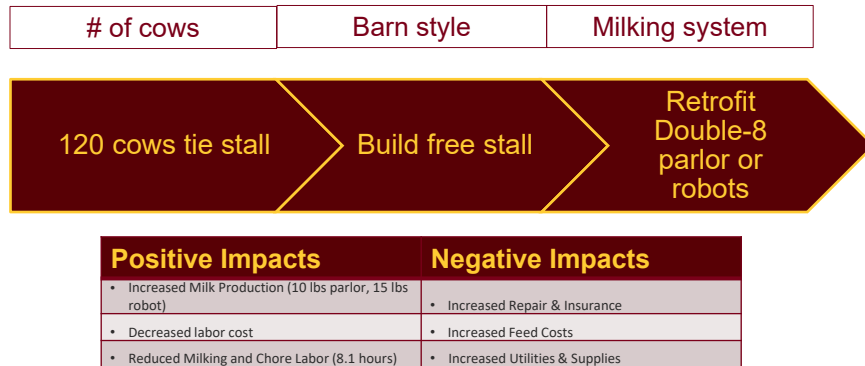 # of cows
Barn style
Milking system
120 cows tie stall
Build free stall
Retrofit
Double-8
parlor or
robots
Positive Impacts
Negative Impacts
• Increased Milk Production (10 lbs parlor, 15 lbs
robot)
• Increased Repair & Insurance
• Decreased labor cost
• Increased Feed Costs
• Reduced Milking and Chore Labor (8.1 hours)
• Increased Utilities & Supplies